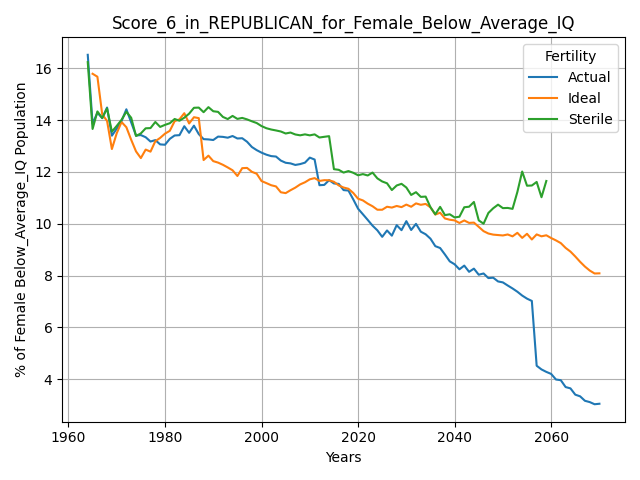 Score_6_in_REPUBLICAN_for_Female_Below_Average_IQ
Fertility
Actual
Ideal
Sterile
% of Female Below_Average_IQ Population
16
14
12
10
8
6
4
1960 1980 2000 2020 2040 2060
Years